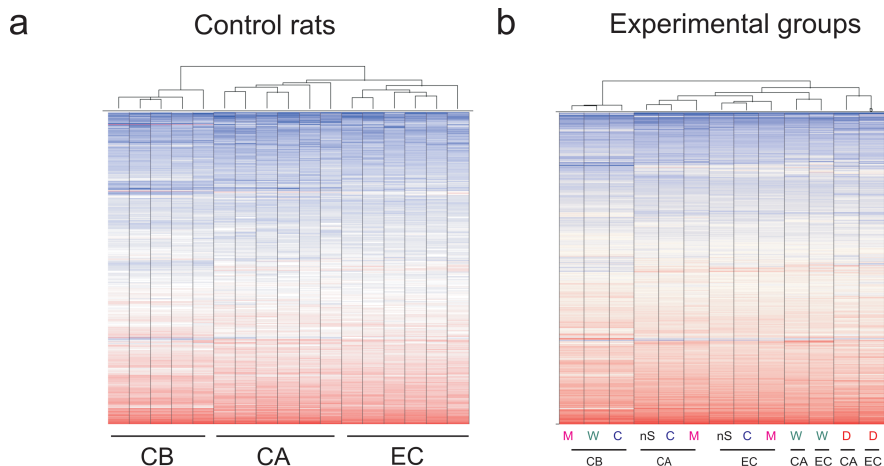 a Control rats
CB CA EC
b Experimental groups
M W C nS C M nS C M W W D D
CB CA EC CA EC CA EC